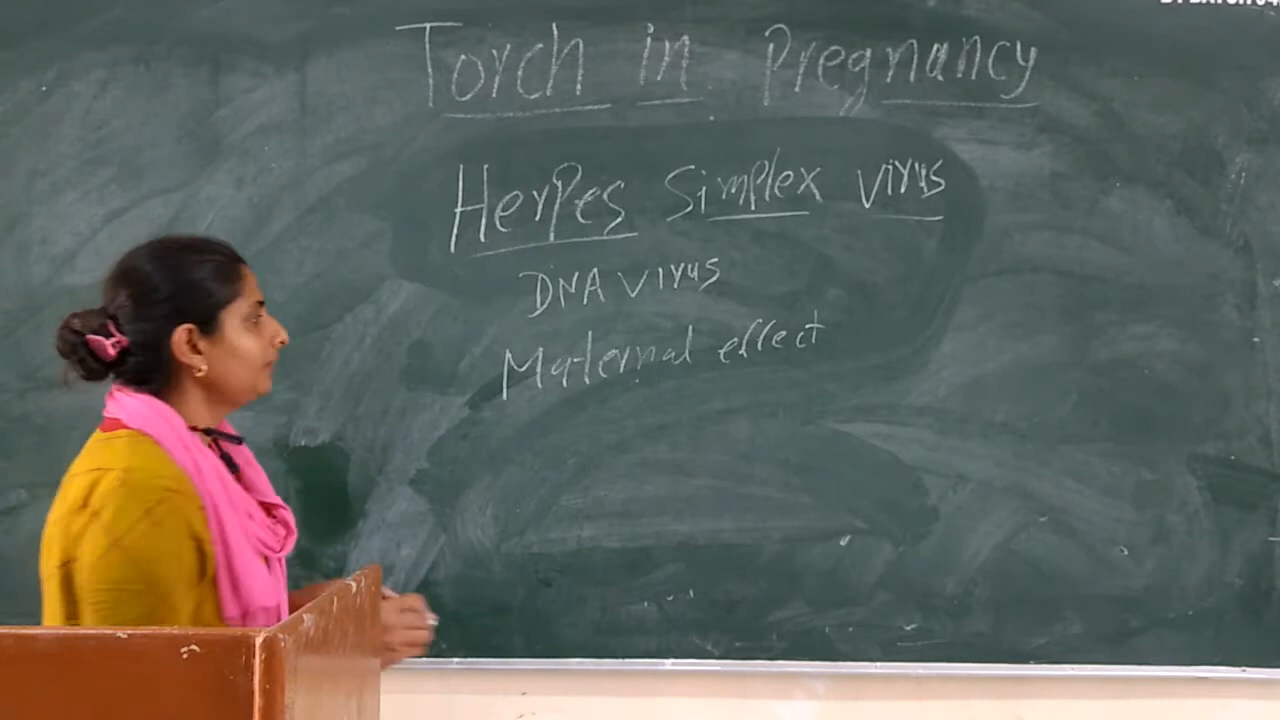 Torch in Pregnancy
Herpes Simplex virus
DNA virus
Maternal effect